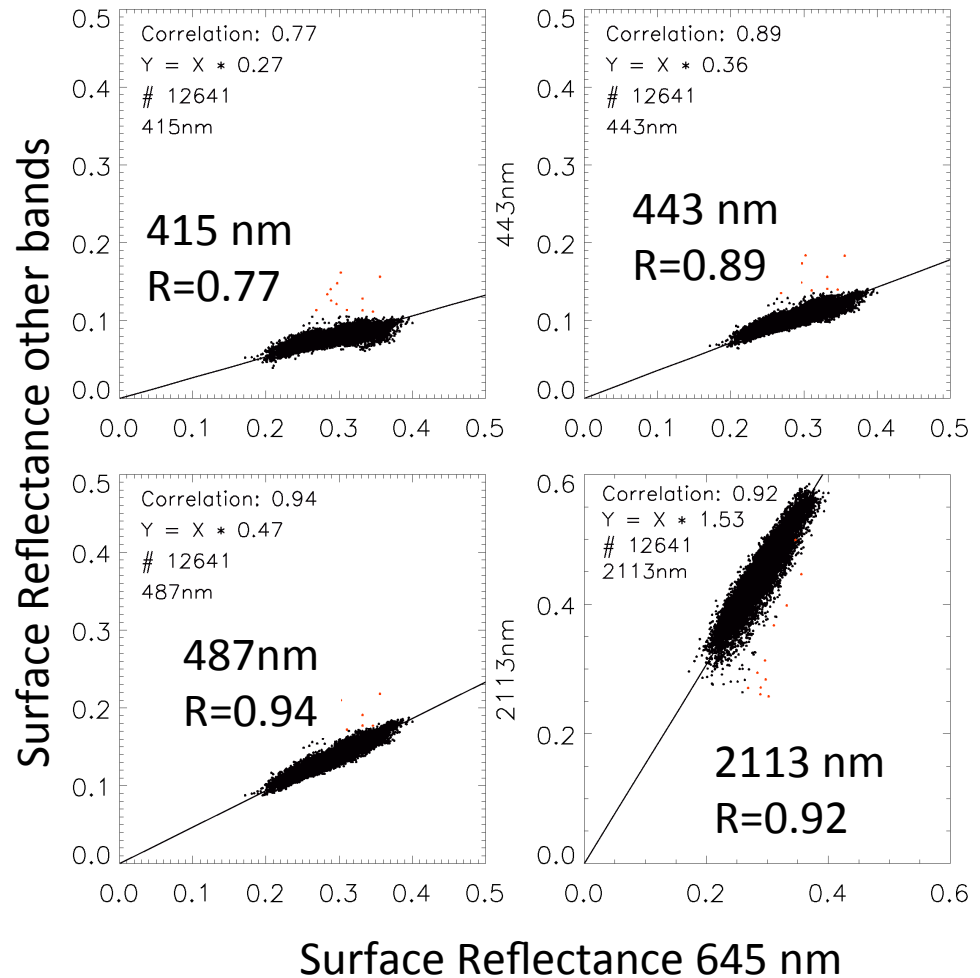 Surface Reflectance other bands
0.5
0.4
0.3
0.2
0.1
0.0
Correlation: 0.77
Y = X * 0.27
# 12641
415nm
415 nm
R=0.77
0.0 0.1 0.2 0.3 0.4 0.5
443nm
0.5
0.4
0.3
0.2
0.1
0.0
Correlation: 0.89
Y = X * 0.36
# 12641
443nm
443 nm
R=0.89
0.0 0.1 0.2 0.3 0.4 0.5
0.5
0.4
0.3
0.2
0.1
0.0
Correlation: 0.94
Y = X * 0.47
# 12641
487nm
487nm
R=0.94
0.0 0.1 0.2 0.3 0.4 0.5
2113nm
0.6
0.4
0.2
0.0
Correlation: 0.92
Y = X * 1.53
# 12641
2113nm
2113 nm
R=0.92
0.0 0.2 0.4 0.6
Surface Reflectance 645 nm